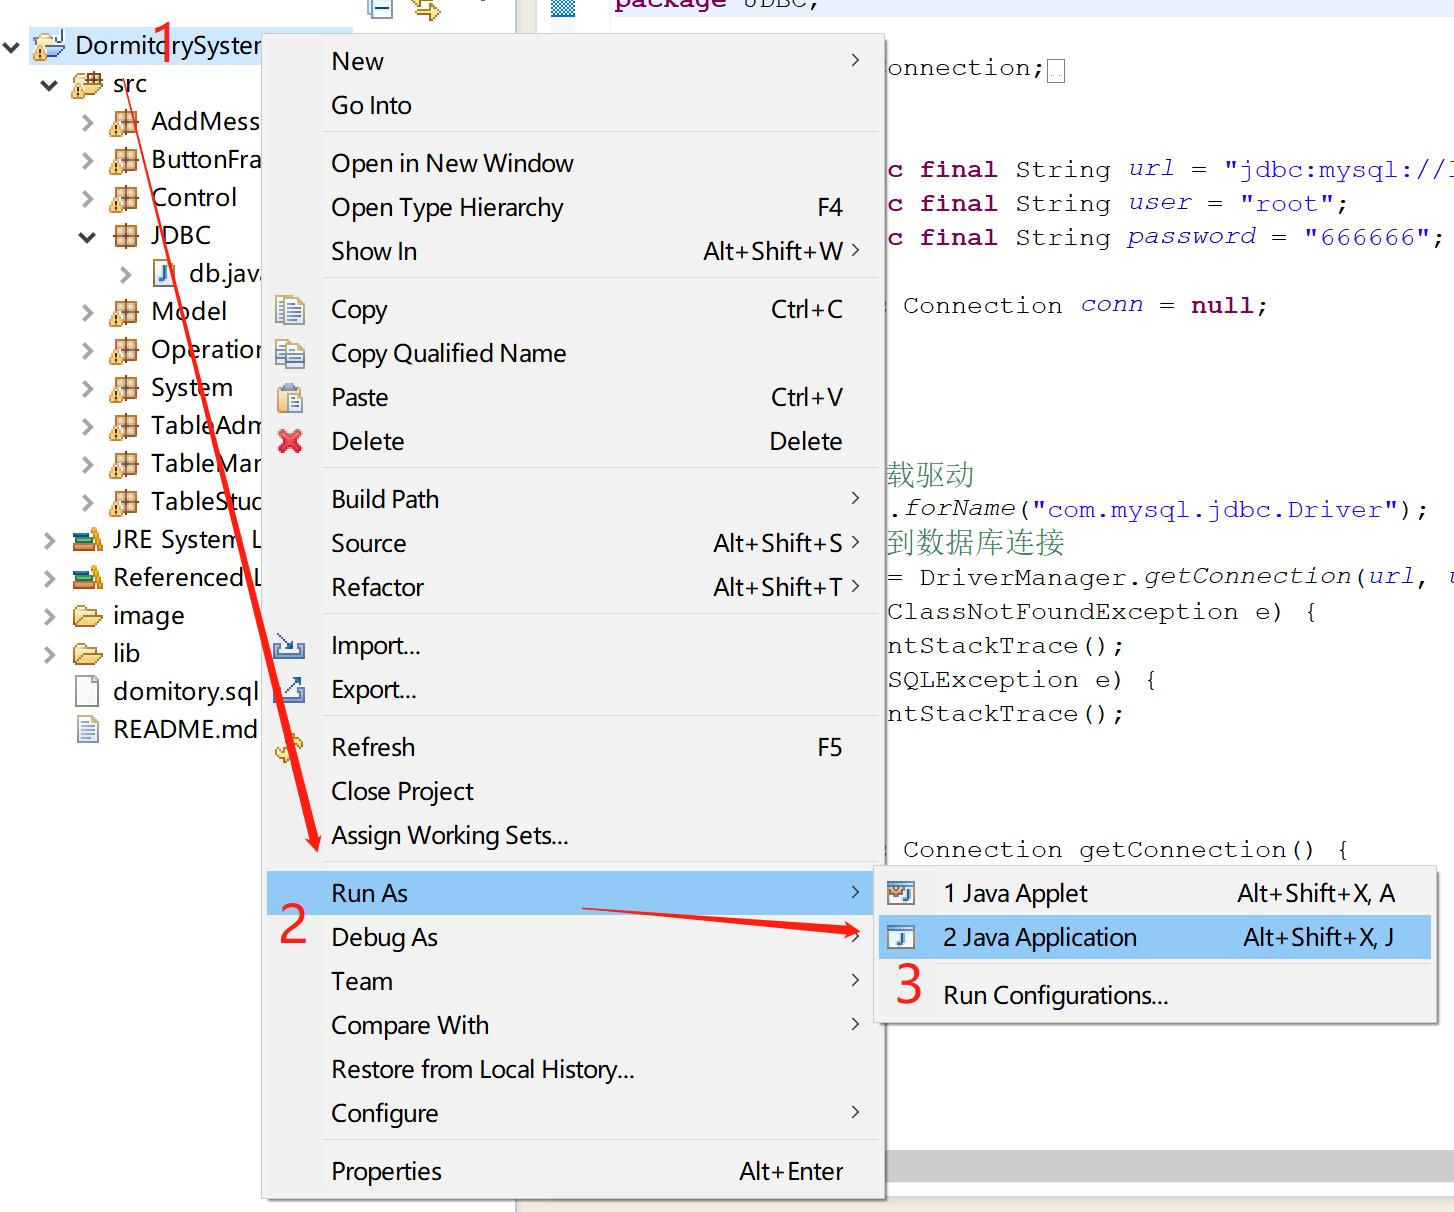 package JDBC;
1
DormitorySystem
src
AddMess
ButtonFra
Control
JDBC
db.java
Model
Operation
System
TableAdm
TableMan
TableStud
JRE System L
Referenced L
image
lib
domitory.sql
README.md
New
Go Into
Open in New Window
Open Type Hierarchy F4
Show In Alt+Shift+W
Copy Ctrl+C
Copy Qualified Name
Paste Ctrl+V
Delete Delete
Build Path
Source Alt+Shift+S
Refactor Alt+Shift+T
Import...
Export...
Refresh F5
Close Project
Assign Working Sets...
Run As
2
Debug As
Team
Compare With
Restore from Local History...
Configure
Properties Alt+Enter
1 Java Applet Alt+Shift+X, A
2 Java Application Alt+Shift+X, J
3
Run Configurations...
onnection;
c final String url = "jdbc:mysql://
c final String user = "root";
c final String password = "666666";
Connection conn = null;
载驱动
.forName("com.mysql.jdbc.Driver");
到数据库连接
= DriverManager.getConnection(url, u
ClassNotFoundException e) {
ntStackTrace();
SQLException e) {
ntStackTrace();
Connection getConnection() {